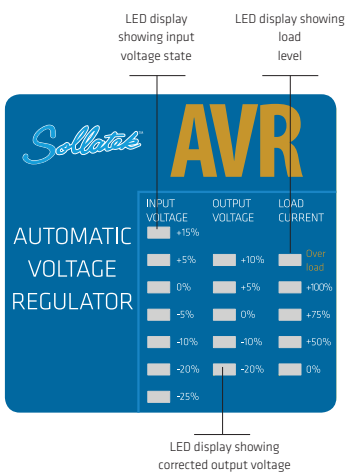 LED display
showing input
voltage state
LED display showing
load
level
Sollatek
AVR
AUTOMATIC
VOLTAGE
REGULATOR
INPUT
VOLTAGE
OUTPUT
VOLTAGE
LOAD
CURRENT
+15%
+5%
+10%
Over
load
0%
+5%
+100%
-5%
0%
+75%
-10%
-10%
+50%
-20%
-20%
0%
-25%
LED display showing
corrected output voltage